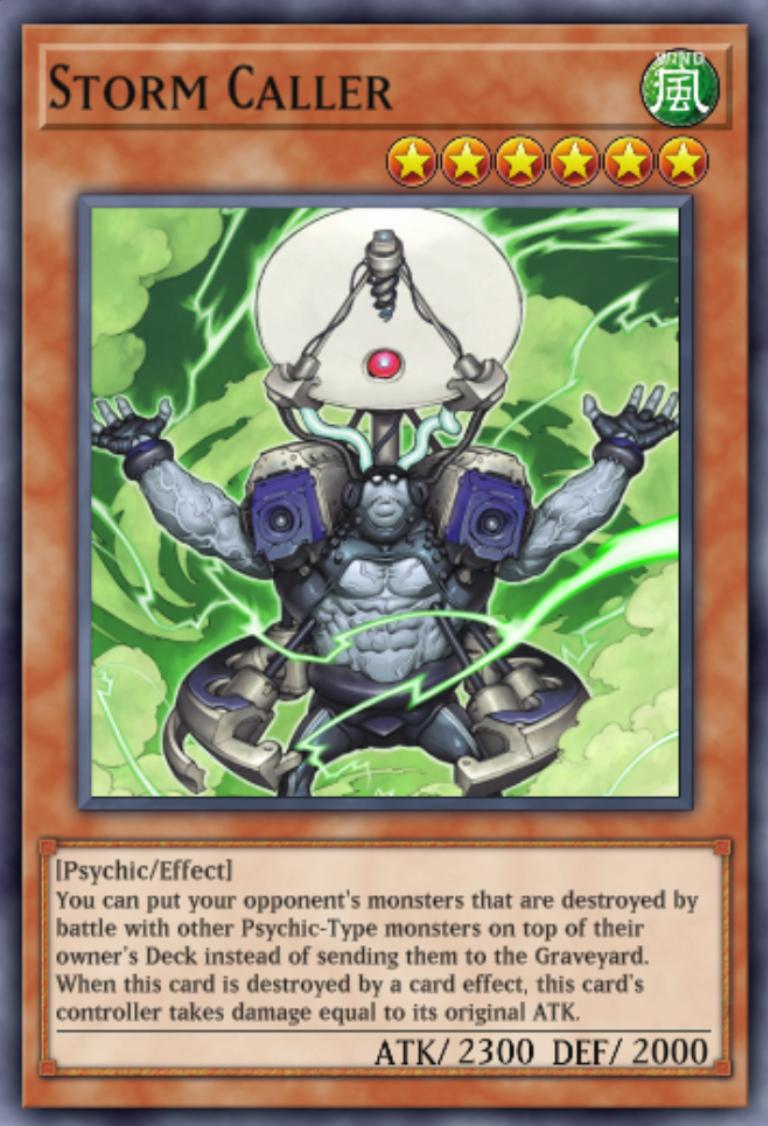 STORM CALLER
WIND
風
[Psychic/Effect]
You can put your opponent's monsters that are destroyed by
battle with other Psychic-Type monsters on top of their
owner's Deck instead of sending them to the Graveyard.
When this card is destroyed by a card effect, this card's
controller takes damage equal to its original ATK.
ATK/ 2300 DEF/ 2000